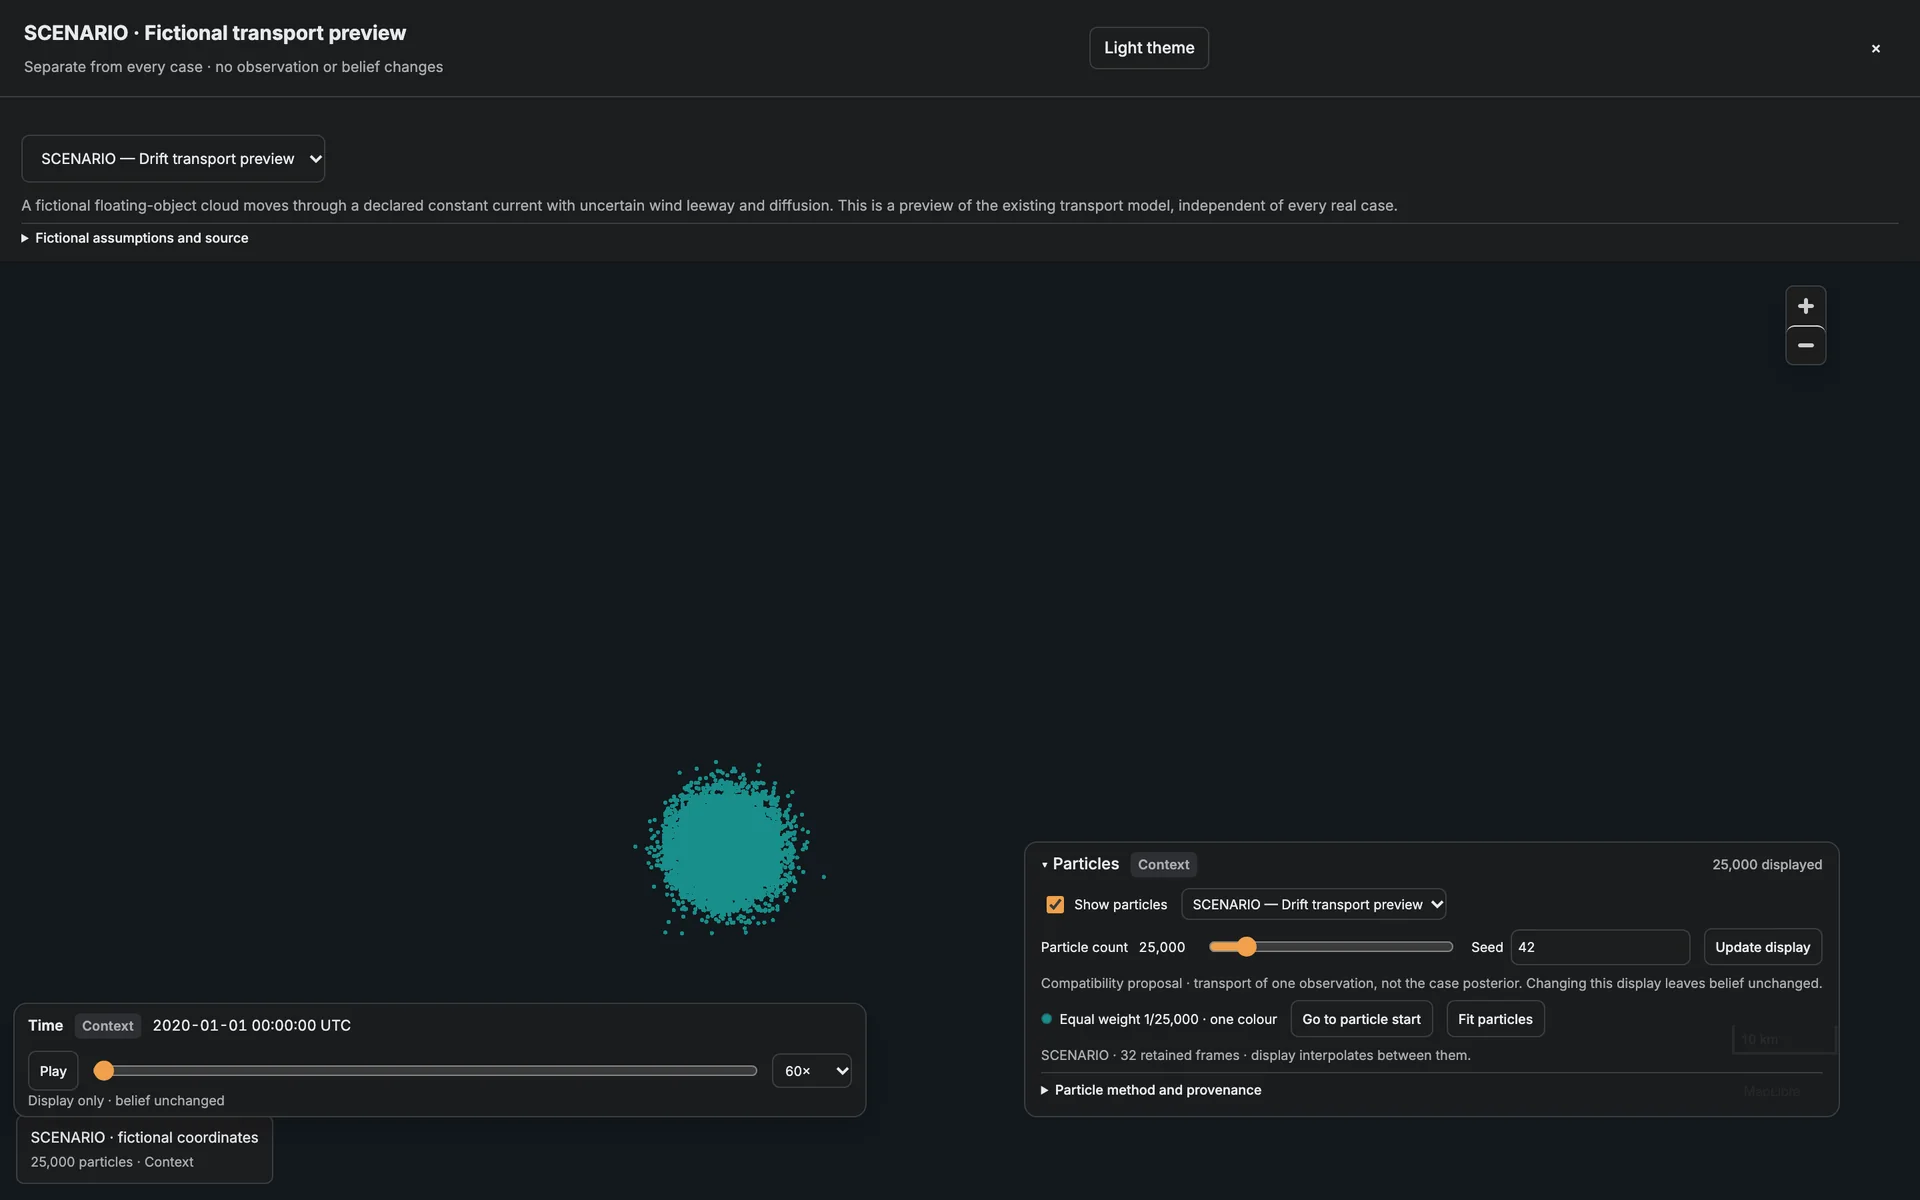 SCENARIO · Fictional transport preview
Separate from every case · no observation or belief changes
Light theme
×
SCENARIO — Drift transport preview
A fictional floating-object cloud moves through a declared constant current with uncertain wind leeway and diffusion. This is a preview of the existing transport model, independent of every real case.
Fictional assumptions and source
+
−
Particles Context 25,000 displayed
Show particles SCENARIO — Drift transport preview
Particle count 25,000 Seed 42 Update display
Compatibility proposal · transport of one observation, not the case posterior. Changing this display leaves belief unchanged.
Equal weight 1/25,000 · one colour Go to particle start Fit particles
10 km
SCENARIO · 32 retained frames · display interpolates between them.
Particle method and provenance
MapLibre
Time Context 2020-01-01 00:00:00 UTC
Play 60×
Display only · belief unchanged
SCENARIO · fictional coordinates
25,000 particles · Context